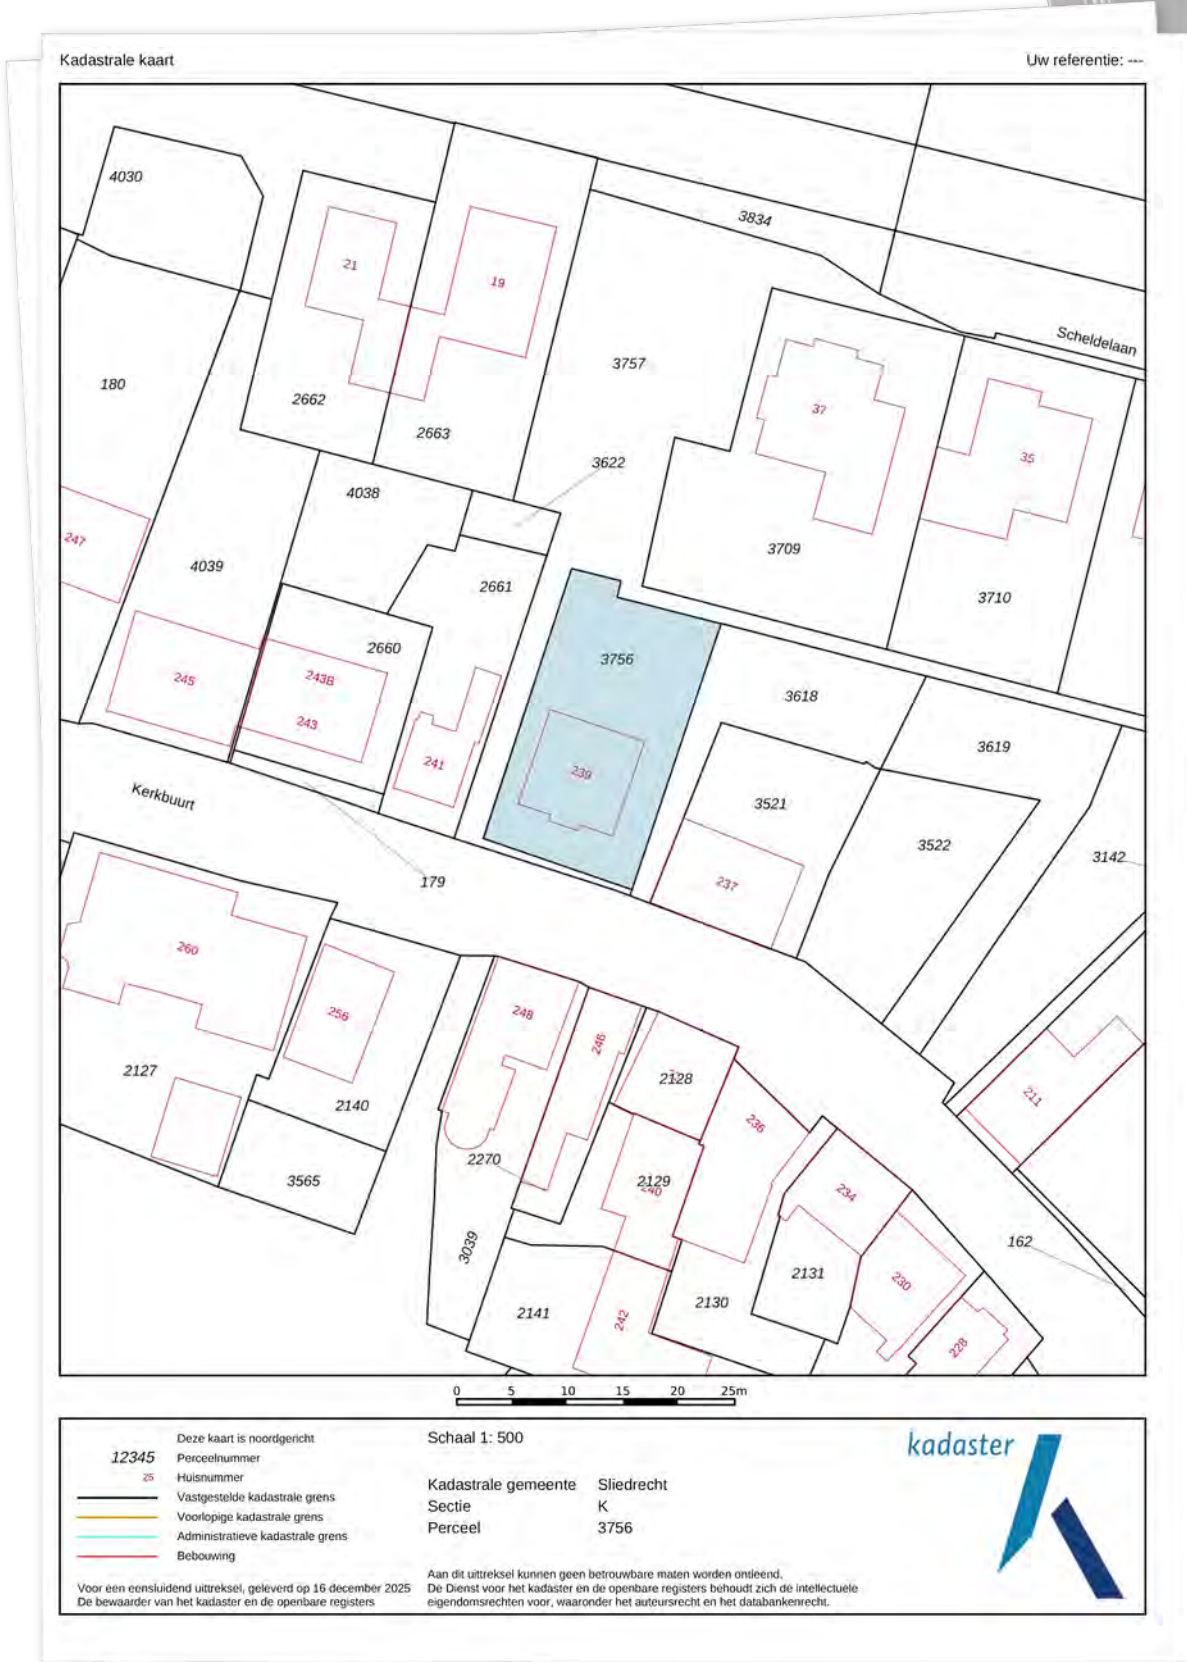 Kadastrale kaart
Uw referentie: ---
4030
3834
21
19
Scheldelaan
3757
180
37
2662
2663
35
3622
4038
247
3709
4039
2661
3710
2660
3756
245
243B
243
3618
241
239
3619
Kerkbuurt
3521
3522
3142
179
237
260
256
248
246
2127
2128
211
2140
236
2270
3565
2129
240
234
3039
162
2131
230
2141
242
2130
228
0 5 10 15 20 25m
Deze kaart is noordgericht
12345 Perceelnummer
25 Huisnummer
Vastgestelde kadastrale grens
Voorlopige kadastrale grens
Administratieve kadastrale grens
Bebouwing
Voor een eensluidend uittreksel, geleverd op 16 december 2025
De bewaarder van het kadaster en de openbare registers
Schaal 1: 500
Kadastrale gemeente Sliedrecht
Sectie K
Perceel 3756
Aan dit uittreksel kunnen geen betrouwbare maten worden ontleend.
De Dienst voor het kadaster en de openbare registers behoudt zich de intellectuele
eigendomsrechten voor, waaronder het auteursrecht en het databankenrecht.
kadaster